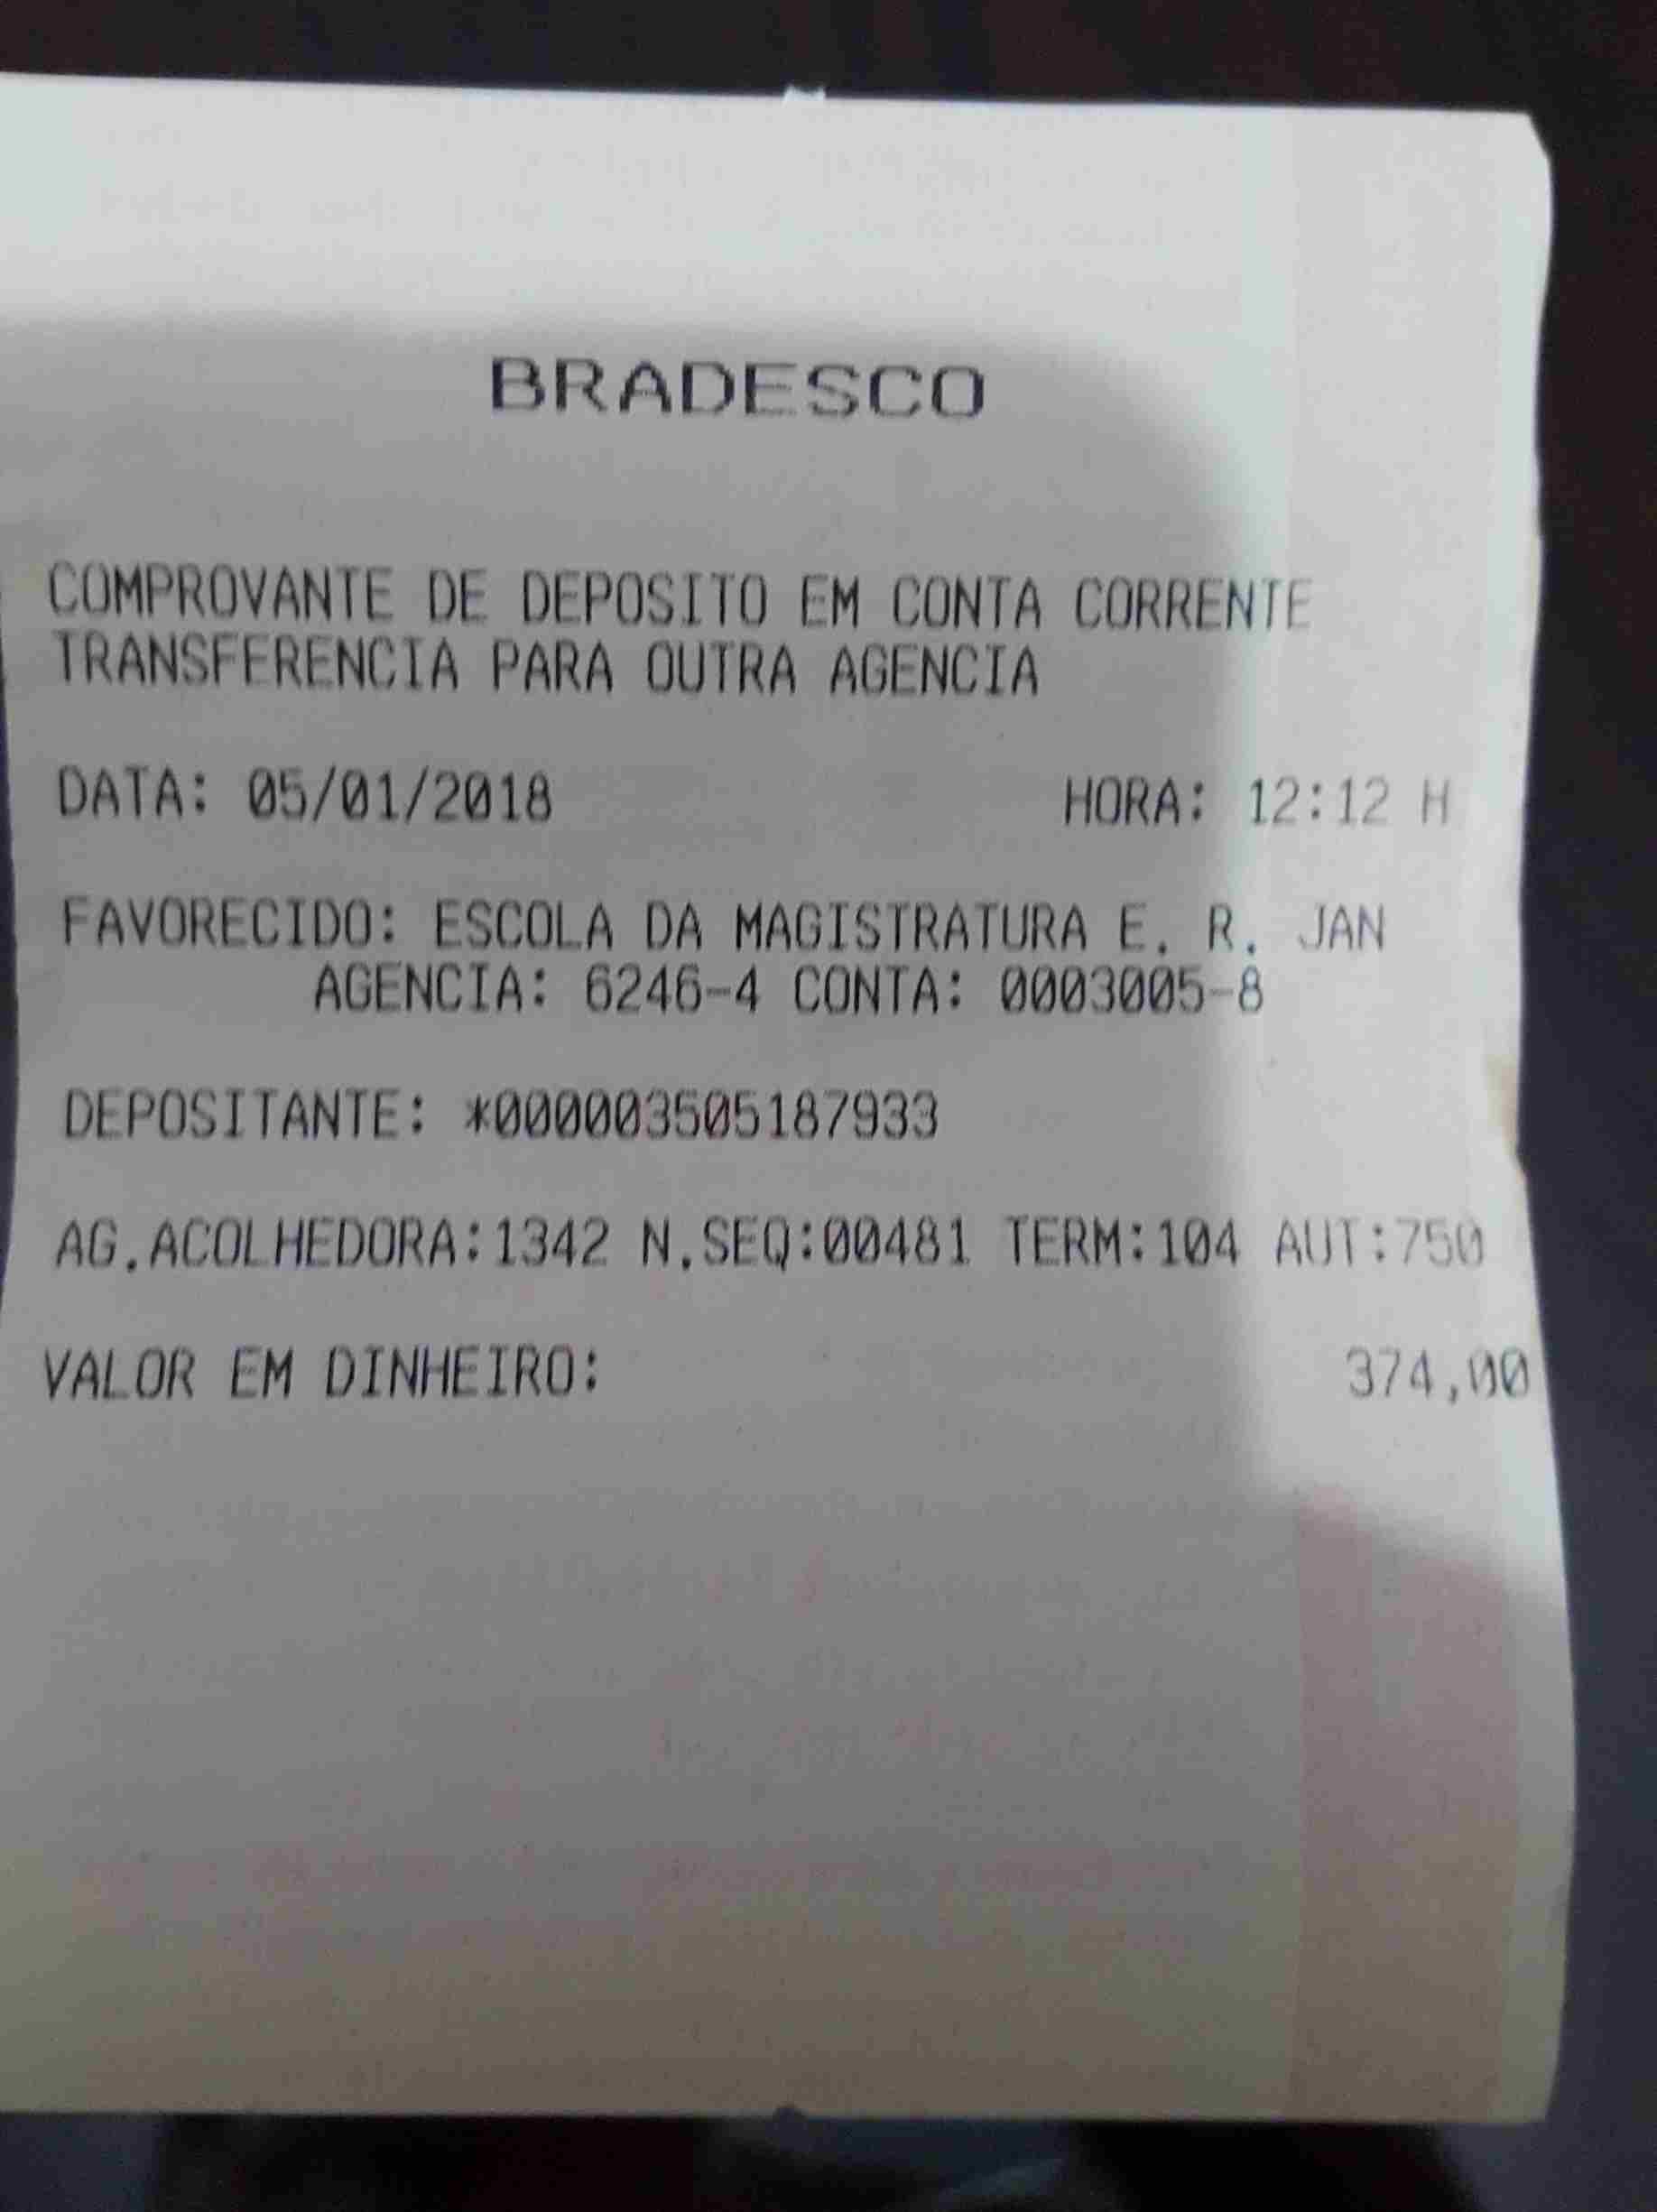 BRADESCO
COMPROVANTE DE DEPOSITO EM CONTA CORRENTE
TRANSFERENCIA PARA OUTRA AGENCIA
DATA: 05/01/2018 HORA: 12:12 H
FAVORECIDO: ESCOLA DA MAGISTRATURA E. R. JAN
AGENCIA: 6246-4 CONTA: 0003005-8
DEPOSITANTE: *000003505187933
AG.ACOLHEDORA:1342 N.SEQ:00481 TERM:104 AUT:750
VALOR EM DINHEIRO: 374,00